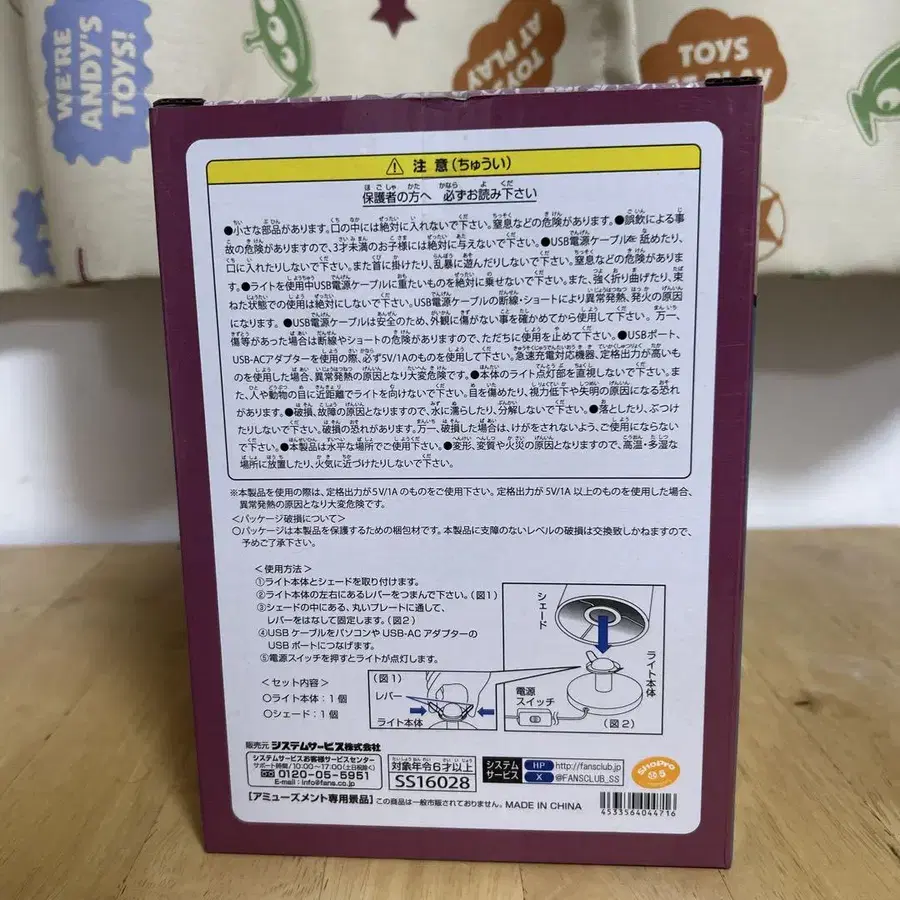 WE'RE
ANDY'S
TOYS!
TOYS
AT PLAY
TOYS
AT PLAY
注 意(ちゅうい)
保護者の方へ 必ずお読み下さい
●小さな部品があります。口の中には絶対に入れないで下さい。窒息などの危険があります。●誤飲による事
故の危険がありますので、3才未満のお子様には絶対に与えないで下さい。●USB電源ケーブルを舐めたり、
口に入れたりしないで下さい。また首に掛けたり、乱暴に遊んだりしないで下さい。窒息などの危険がありま
す。●ライトを使用中USB電源ケーブルに重たいものを絶対に乗せないで下さい。また、強く折り曲げたり、束
ねた状態での使用は絶対にしないで下さい。USB電源ケーブルの断線・ショートにより異常発熱、発火の原因
になります。●USB電源ケーブルは安全のため、外観に傷がない事を確かめてから使用して下さい。万一、
傷等があった場合は断線やショートの危険がありますので、ただちに使用を止めて下さい。●USBポート、
USB-ACアダプターを使用の際、必ず5V/1Aのものを使用して下さい。急速充電対応機器、定格出力が高いも
のを使用した場合、異常発熱の原因となり大変危険です。●本体のライト点灯部を直視しないで下さい。ま
た、人や動物の目に近距離でライトを向けないで下さい。目を傷めたり、視力低下や失明の原因になる恐れ
があります。●破損、故障の原因となりますので、水に濡らしたり、分解しないで下さい。●落としたり、ぶつけ
たりしないで下さい。破損の恐れがあります。万一、破損した場合は、けがをされないよう、ご使用にならない
で下さい。●本製品は水平な場所でご使用下さい。●変形、変質や火災の原因となりますので、高温・多湿な
場所に放置したり、火気に近づけたりしないで下さい。
※本製品を使用の際は、定格出力が5V/1Aのものをご使用下さい。定格出力が5V/1A以上のものを使用した場合、
異常発熱の原因となり大変危険です。
<パッケージ破損について>
○パッケージは本製品を保護するための梱包材です。本製品に支障のないレベルの破損は交換致しかねますので、
予めご了承下さい。
<使用方法>
①ライト本体とシェードを取り付けます。
②ライト本体の左右にあるレバーをつまんで下さい。(図1)
③シェードの中にある、丸いプレートに通して、
レバーをはなして固定します。(図2)
④USBケーブルをパソコンやUSB-ACアダプターの
USBポートにつなげます。
⑤電源スイッチを押すとライトが点灯します。
<セット内容>
○ライト本体:1個
○シェード:1個
(図1)
レバー
ライト本体
シェード
ライト本体
電源
スイッチ
(図2)
販売元 システムサービス株式会社
システムサービスお客様サービスセンター
サポート時間/10:00~17:00(土日祝除く)
0120-05-5951
E-mail:info@fans.co.jp
対象年令6才以上
SS16028
システム
サービス
HP http://fansclub.jp
X @FANSCLUB_SS
ShoPro
【アミューズメント専用景品】 この商品は一般市販されておりません。 MADE IN CHINA
4533564044716